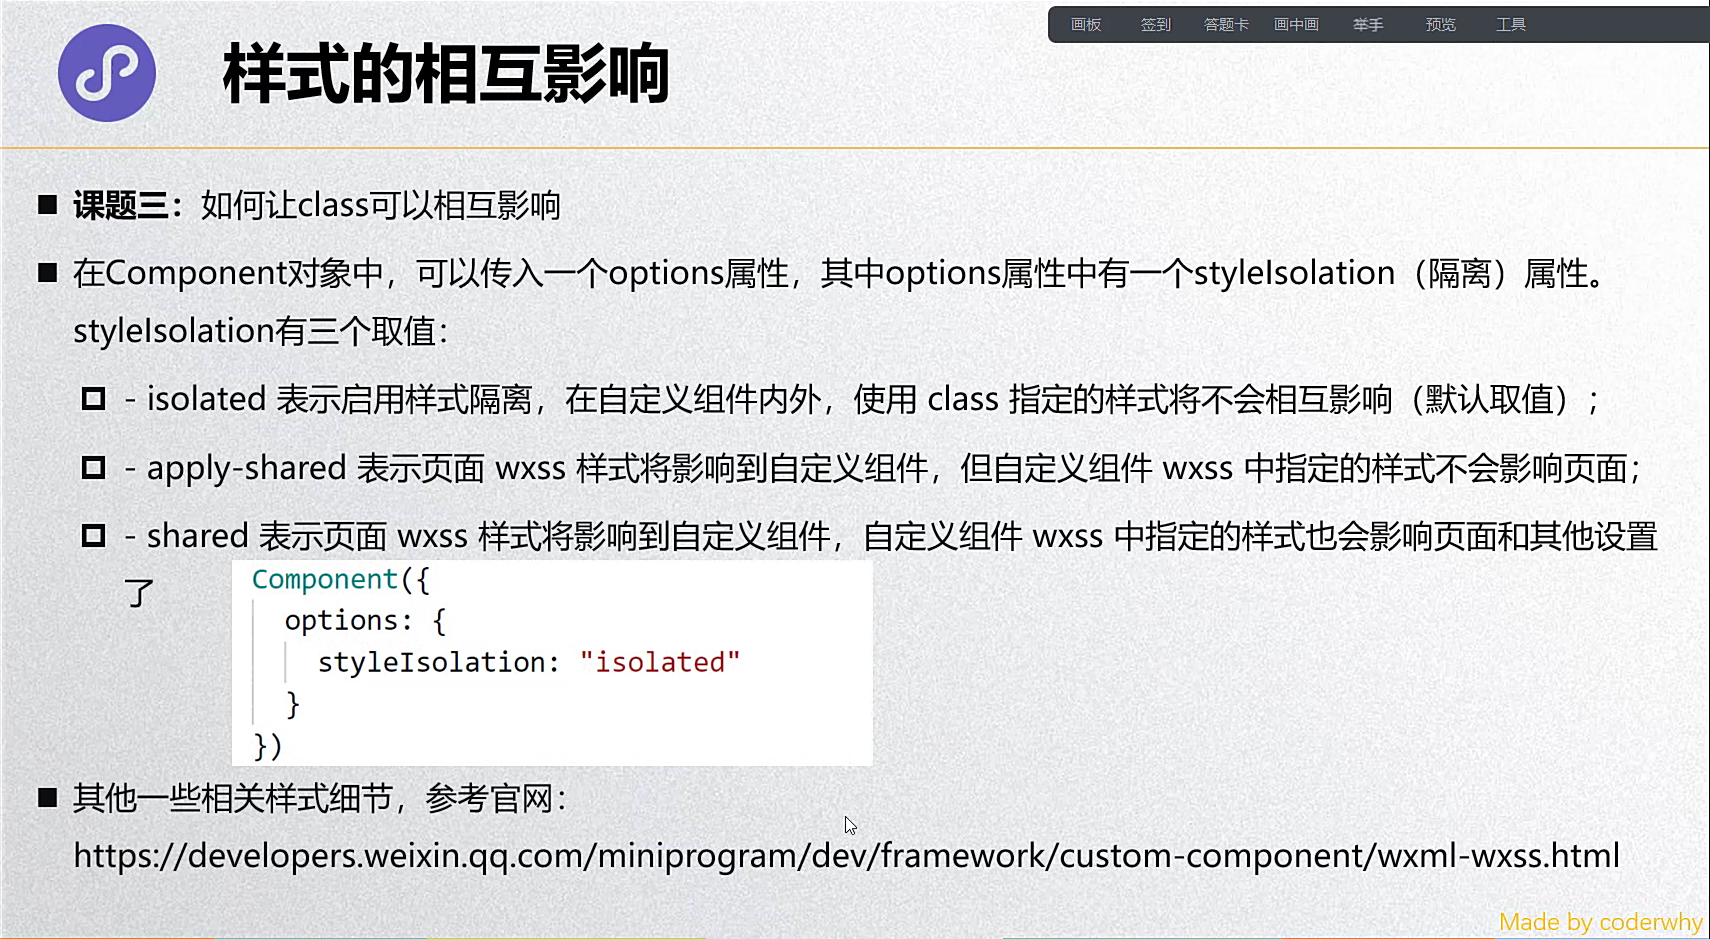 画板 签到 答题卡 画中画 举手 预览 工具
样式的相互影响
课题三：如何让class可以相互影响
在Component对象中，可以传入一个options属性，其中options属性中有一个styleIsolation（隔离）属性。
styleIsolation有三个取值：
- isolated 表示启用样式隔离，在自定义组件内外，使用 class 指定的样式将不会相互影响（默认取值）；
- apply-shared 表示页面 wxss 样式将影响到自定义组件，但自定义组件 wxss 中指定的样式不会影响页面；
- shared 表示页面 wxss 样式将影响到自定义组件，自定义组件 wxss 中指定的样式也会影响页面和其他设置
了
Component({
options: {
styleIsolation: "isolated"
}
})
其他一些相关样式细节，参考官网：
https://developers.weixin.qq.com/miniprogram/dev/framework/custom-component/wxml-wxss.html
Made by coderwhy